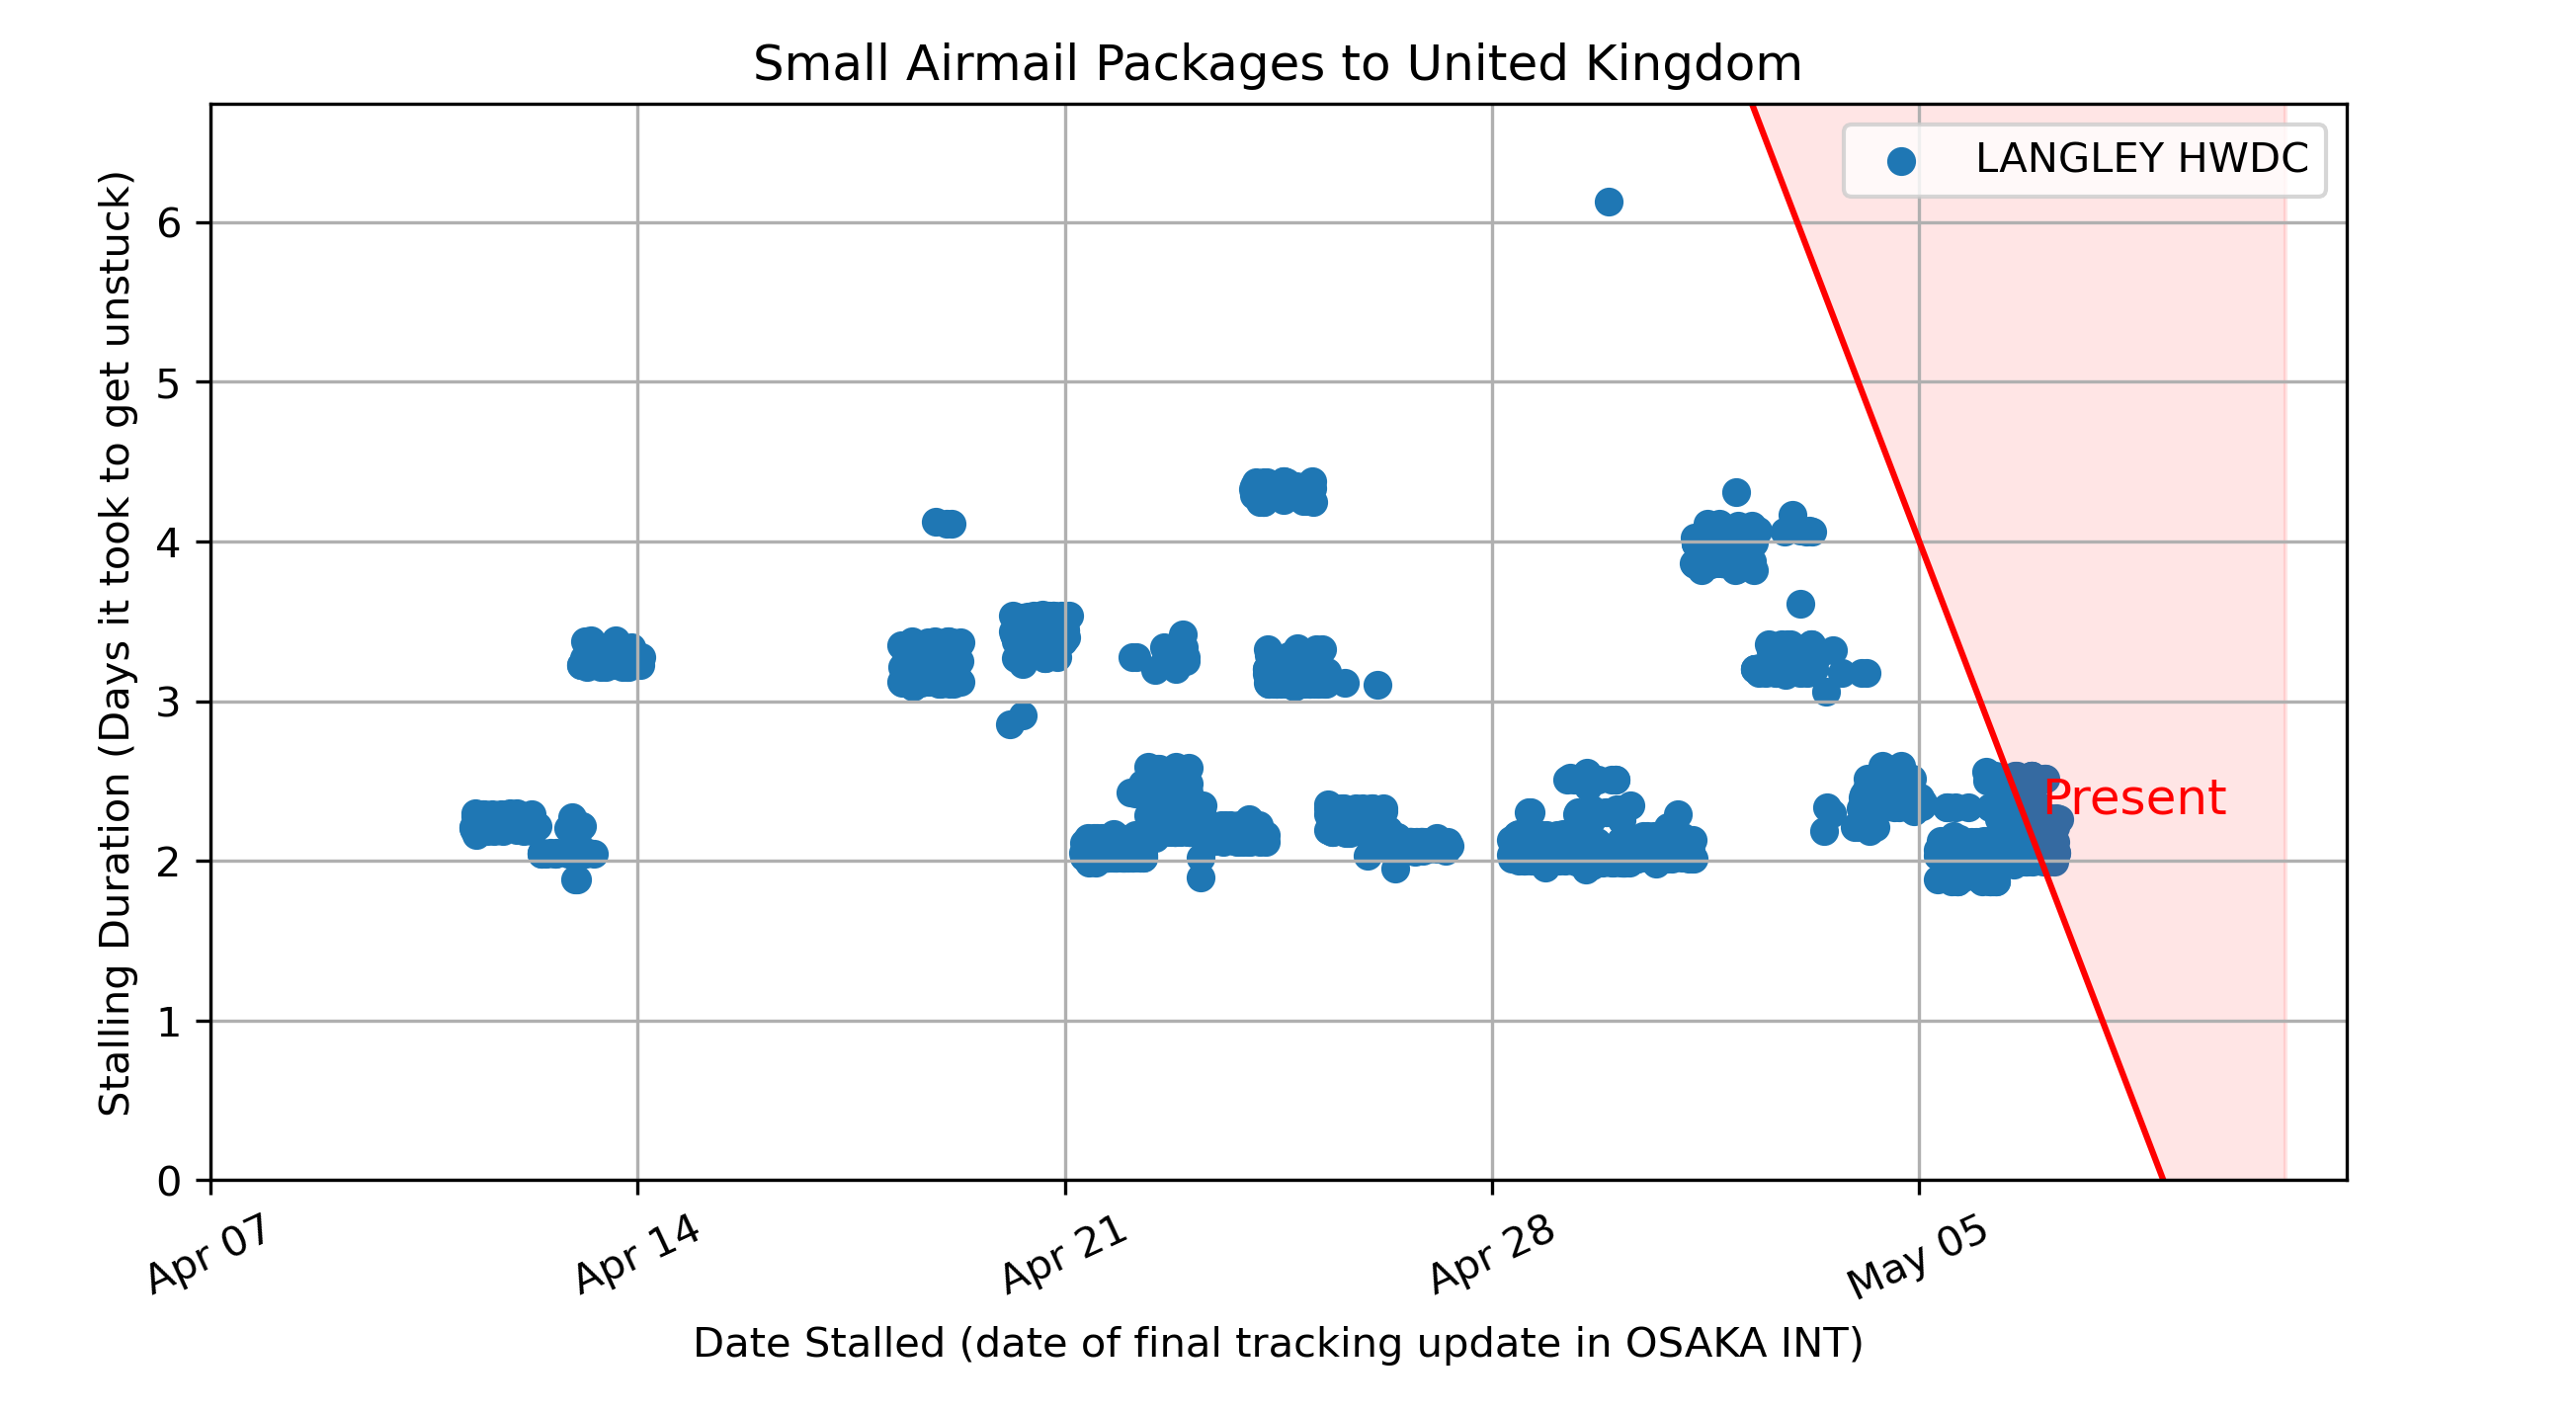 Small Airmail Packages to United Kingdom
LANGLEY HWDC
Stalling Duration (Days it took to get unstuck)
6
5
4
3
2
1
0
Present
Apr 07
Apr 14
Apr 21
Apr 28
May 05
Date Stalled (date of final tracking update in OSAKA INT)